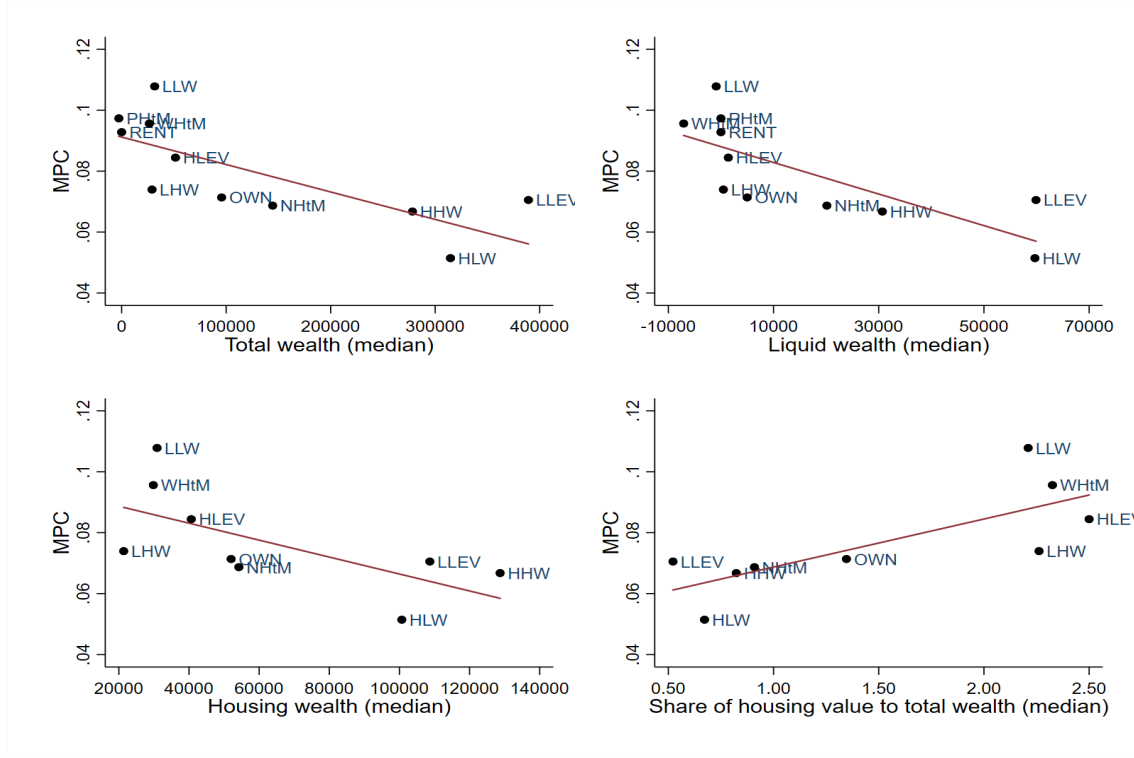 MPC
.12
.1
.08
.06
.04
LLW
PHtM
WHtM
RENT
HLEV
LHW
OWN
NHtM
HHW
LLEV
HLW
0 100000 200000 300000 400000
Total wealth (median)
MPC
.12
.1
.08
.06
.04
LLW
PHtM
WHtM
RENT
HLEV
LHW
OWN
NHtM
HHW
LLEV
HLW
-10000 10000 30000 50000 70000
Liquid wealth (median)
MPC
.12
.1
.08
.06
.04
LLW
WHtM
HLEV
LHW
OWN
NHtM
LLEV
HHW
HLW
20000 40000 60000 80000 100000 120000 140000
Housing wealth (median)
MPC
.12
.1
.08
.06
.04
LLW
WHtM
HLEV
LHW
OWN
LLEV
HHW
NHtM
HLW
0.50 1.00 1.50 2.00 2.50
Share of housing value to total wealth (median)